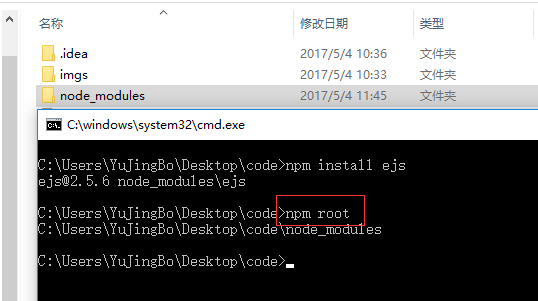 名称 修改日期 类型
.idea 2017/5/4 10:36 文件夹
imgs 2017/5/4 10:33 文件夹
node_modules 2017/5/4 11:45 文件夹
C:\windows\system32\cmd.exe
C:\Users\YuJingBo\Desktop\code>npm install ejs
ejs@2.5.6 node_modules\ejs
C:\Users\YuJingBo\Desktop\code>npm root
C:\Users\YuJingBo\Desktop\code\node_modules
C:\Users\YuJingBo\Desktop\code>